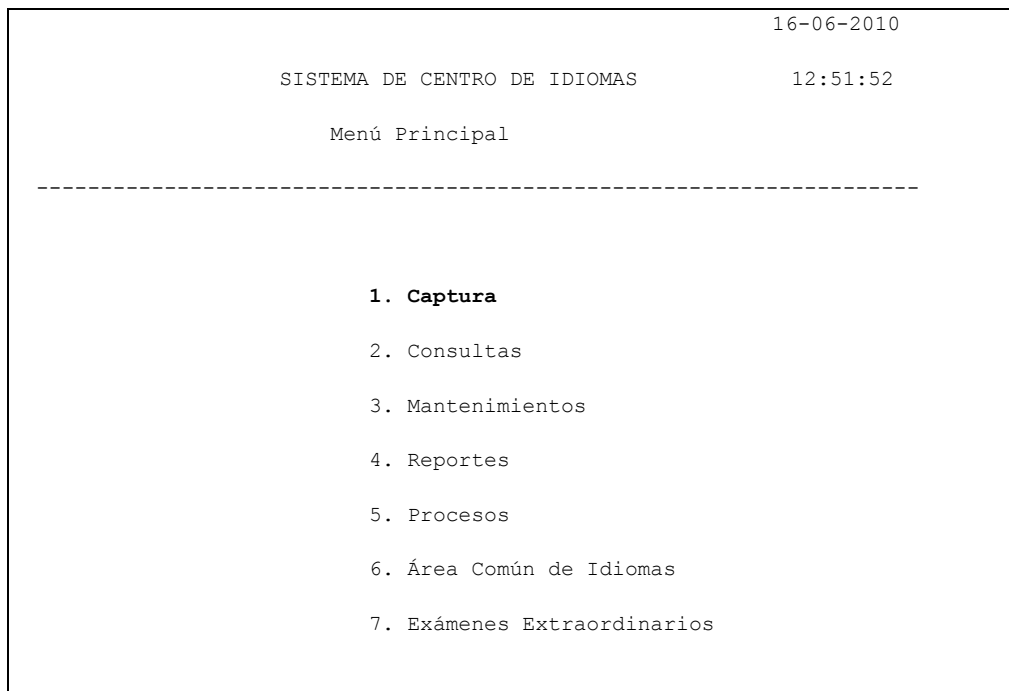 16-06-2010
SISTEMA DE CENTRO DE IDIOMAS 12:51:52
Menú Principal
---------------------------------------------------------------------
1. Captura
2. Consultas
3. Mantenimientos
4. Reportes
5. Procesos
6. Área Común de Idiomas
7. Exámenes Extraordinarios